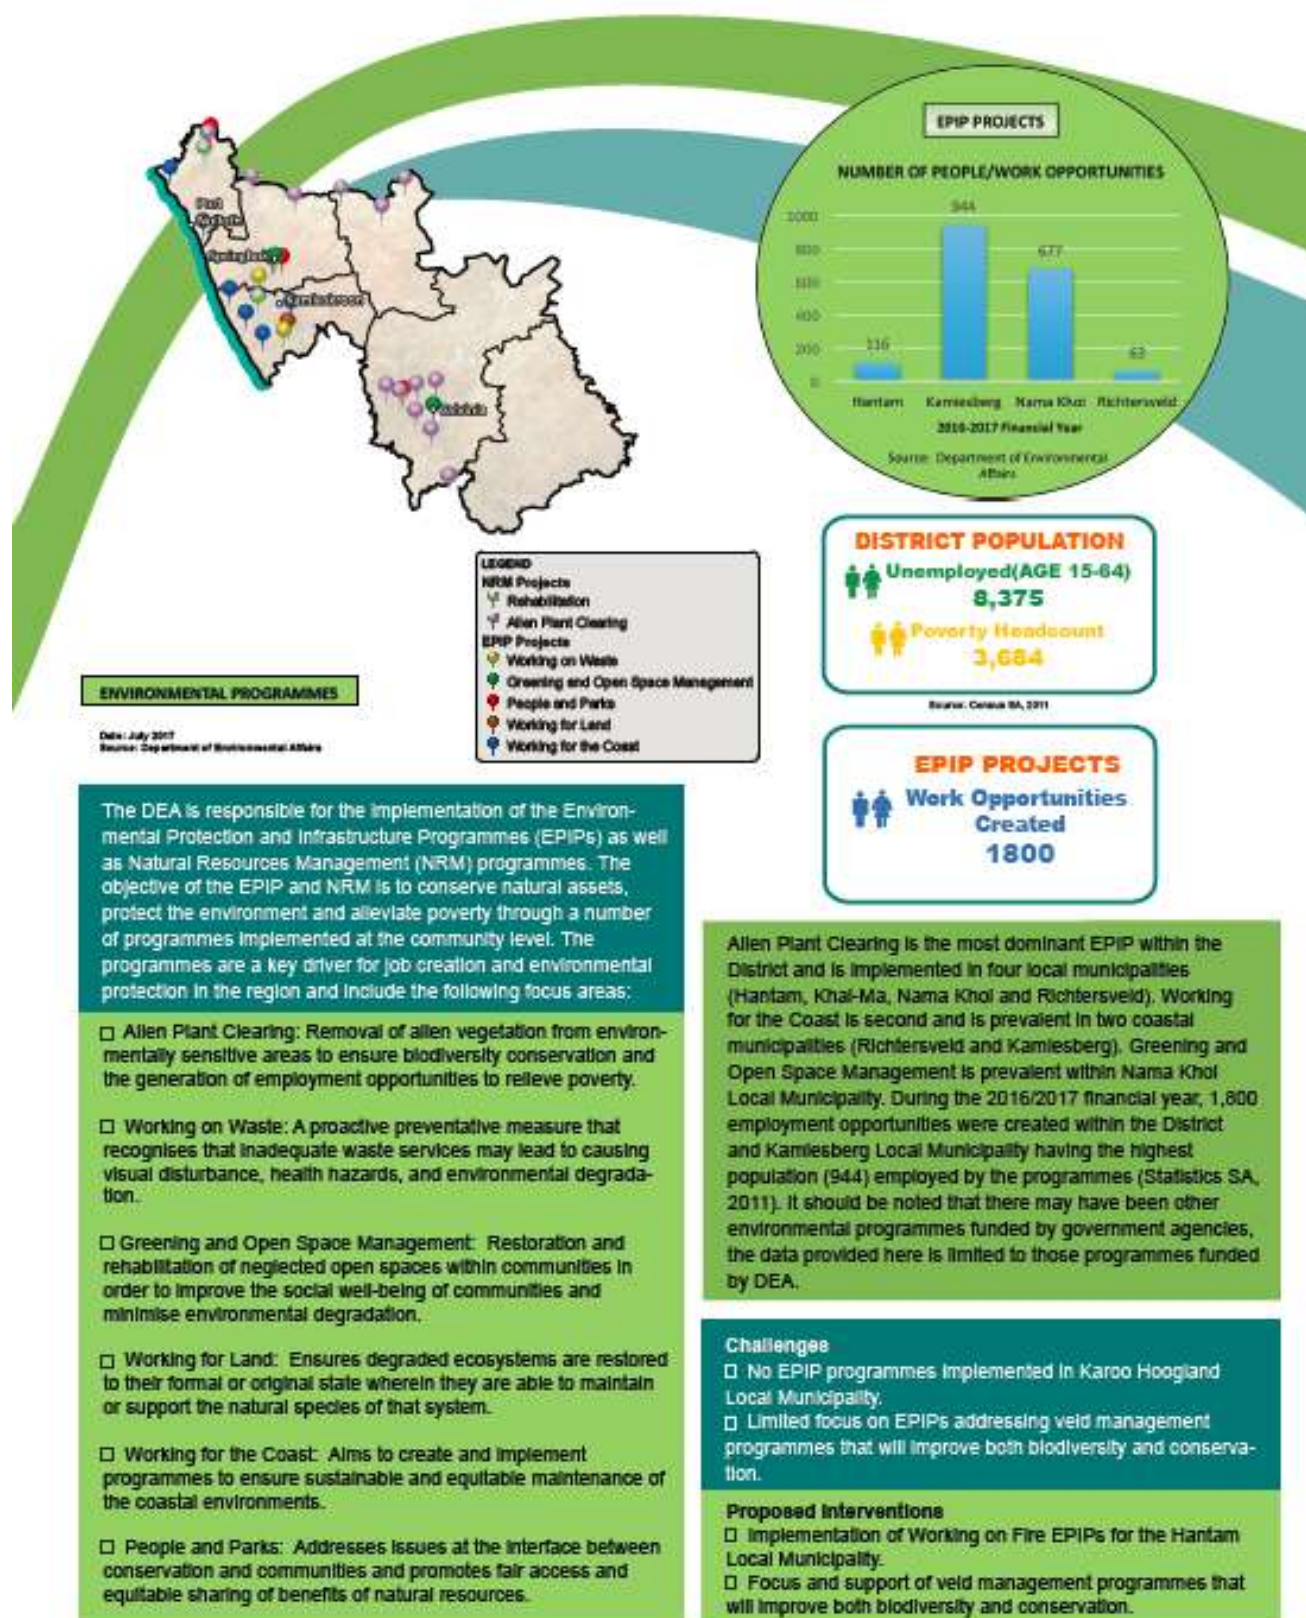 Port
Nolloth
Springbok
Kamieskroon
Calvinia
EPIP PROJECTS
NUMBER OF PEOPLE/WORK OPPORTUNITIES
1000
800
600
400
200
0
116
944
677
63
Hantam Kamiesberg Nama Khoi Richtersveld
2016-2017 Financial Year
Source: Department of Environmental
Affairs
LEGEND
NRM Projects
Rehabilitation
Alien Plant Clearing
EPIP Projects
Working on Waste
Greening and Open Space Management
People and Parks
Working for Land
Working for the Coast
ENVIRONMENTAL PROGRAMMES
Date: July 2017
Source: Department of Environmental Affairs
DISTRICT POPULATION
Unemployed(AGE 15-64)
8,375
Poverty Headcount
3,684
Source: Census SA, 2011
EPIP PROJECTS
Work Opportunities
Created
1800
The DEA is responsible for the implementation of the Environ-
mental Protection and Infrastructure Programmes (EPIPs) as well
as Natural Resources Management (NRM) programmes. The
objective of the EPIP and NRM is to conserve natural assets,
protect the environment and alleviate poverty through a number
of programmes implemented at the community level. The
programmes are a key driver for job creation and environmental
protection in the region and include the following focus areas:
□ Alien Plant Clearing: Removal of alien vegetation from environ-
mentally sensitive areas to ensure biodiversity conservation and
the generation of employment opportunities to relieve poverty.
□ Working on Waste: A proactive preventative measure that
recognises that inadequate waste services may lead to causing
visual disturbance, health hazards, and environmental degrada-
tion.
□ Greening and Open Space Management: Restoration and
rehabilitation of neglected open spaces within communities in
order to improve the social well-being of communities and
minimise environmental degradation.
□ Working for Land: Ensures degraded ecosystems are restored
to their formal or original state wherein they are able to maintain
or support the natural species of that system.
□ Working for the Coast: Aims to create and implement
programmes to ensure sustainable and equitable maintenance of
the coastal environments.
□ People and Parks: Addresses issues at the interface between
conservation and communities and promotes fair access and
equitable sharing of benefits of natural resources.
Alien Plant Clearing is the most dominant EPIP within the
District and is implemented in four local municipalities
(Hantam, Khai-Ma, Nama Khoi and Richtersveld). Working
for the Coast is second and is prevalent in two coastal
municipalities (Richtersveld and Kamiesberg). Greening and
Open Space Management is prevalent within Nama Khoi
Local Municipality. During the 2016/2017 financial year, 1,800
employment opportunities were created within the District
and Kamiesberg Local Municipality having the highest
population (944) employed by the programmes (Statistics SA,
2011). It should be noted that there may have been other
environmental programmes funded by government agencies,
the data provided here is limited to those programmes funded
by DEA.
Challenges
□ No EPIP programmes implemented in Karoo Hoogland
Local Municipality.
□ Limited focus on EPIPs addressing veld management
programmes that will improve both biodiversity and conserva-
tion.
Proposed Interventions
□ Implementation of Working on Fire EPIPs for the Hantam
Local Municipality.
□ Focus and support of veld management programmes that
will improve both biodiversity and conservation.